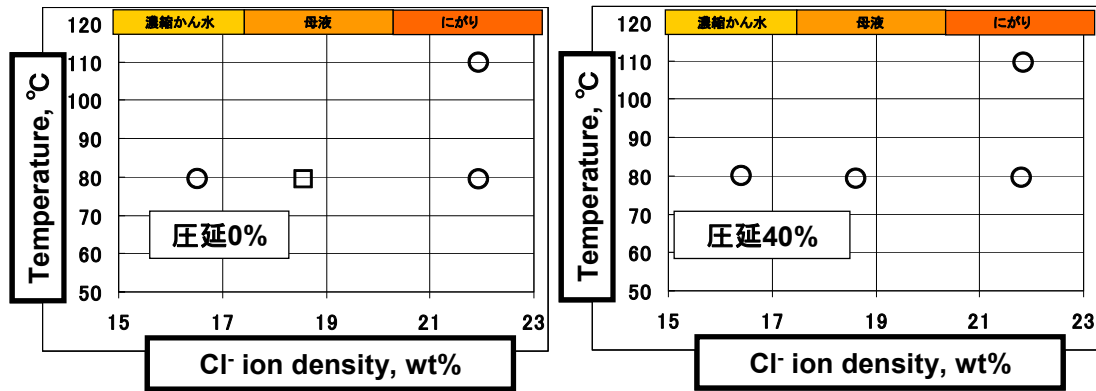 濃縮かん水 母液 にがり
120
110
100
90
80
70
60
50
圧延0%
15 17 19 21 23
Temperature, ℃
Cl- ion density, wt%
濃縮かん水 母液 にがり
120
110
100
90
80
70
60
50
圧延40%
15 17 19 21 23
Temperature, ℃
Cl- ion density, wt%